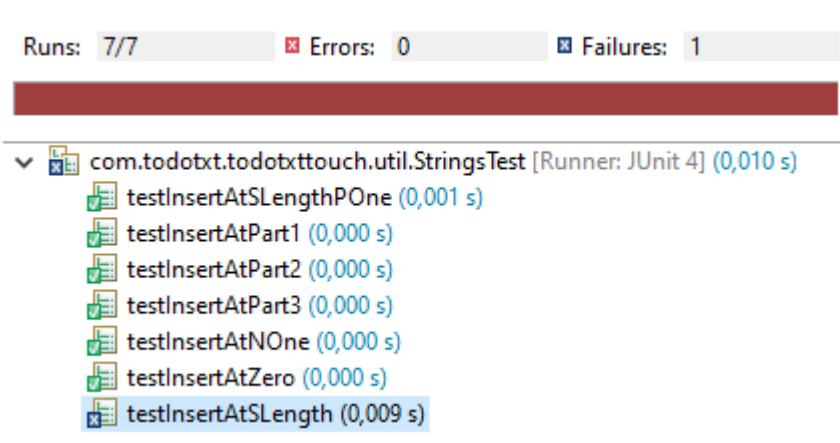 Runs: 7/7 Errors: 0 Failures: 1
com.todotxt.todotxttouch.util.StringsTest [Runner: JUnit 4] (0,010 s)
testInsertAtSLengthPOne (0,001 s)
testInsertAtPart1 (0,000 s)
testInsertAtPart2 (0,000 s)
testInsertAtPart3 (0,000 s)
testInsertAtNOne (0,000 s)
testInsertAtZero (0,000 s)
testInsertAtSLength (0,009 s)